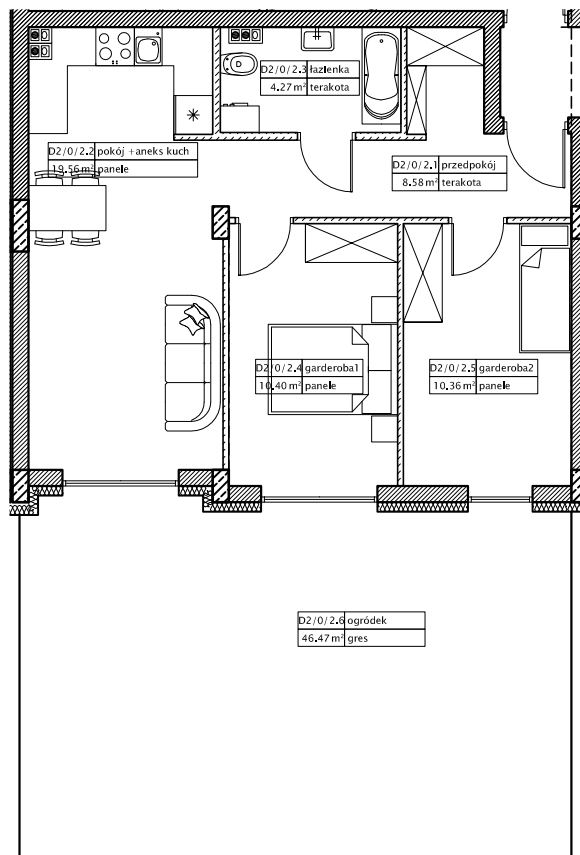 D2/0/2.3 łazienka
4.27 m² terakota
D2/0/2.2 pokój +aneks kuch
19.56 m² panele
D2/0/2.1 przedpokój
8.58 m² terakota
D2/0/2.4 garderoba1
10.40 m² panele
D2/0/2.5 garderoba2
10.36 m² panele
D2/0/2.6 ogródek
46.47 m² gres